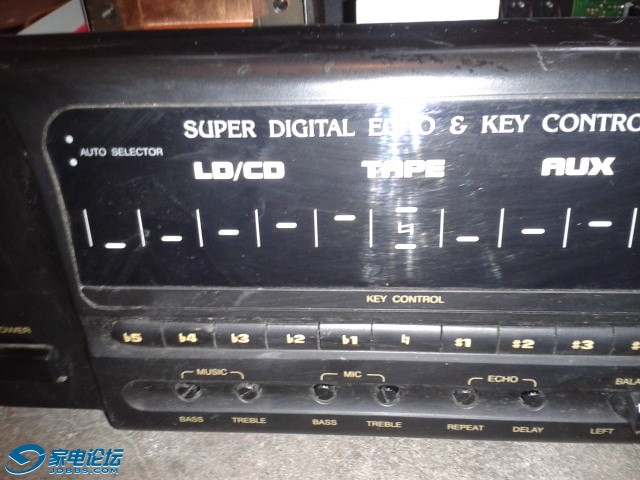 SUPER DIGITAL ECHO & KEY CONTRO
AUTO SELECTOR
LD/CD TAPE AUX
♮
KEY CONTROL
OWER
♭5 ♭4 ♭3 ♭2 ♭1 ♮ ♯1 ♯2 ♯3
MUSIC MIC ECHO BALA
BASS TREBLE BASS TREBLE REPEAT DELAY LEFT
家电论坛
JDBBS.COM